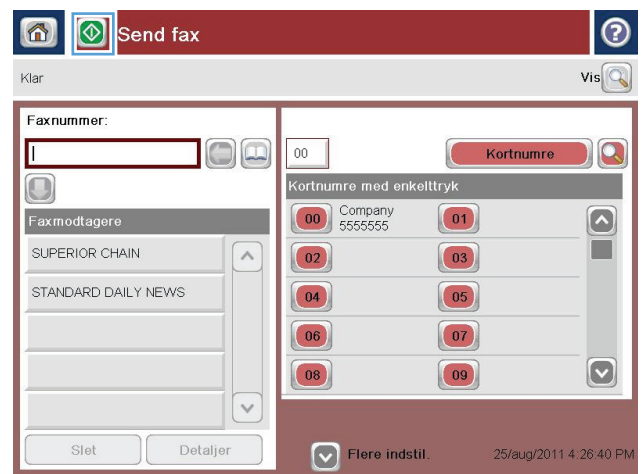 Send fax
Klar
Vis
Faxnummer:
00
Kortnumre
Kortnumre med enkelttryk
Faxmodtagere
SUPERIOR CHAIN
STANDARD DAILY NEWS
00 Company 01
5555555
02 03
04 05
06 07
08 09
Slet Detaljer
Flere indstil.
25/aug/2011 4:26:40 PM